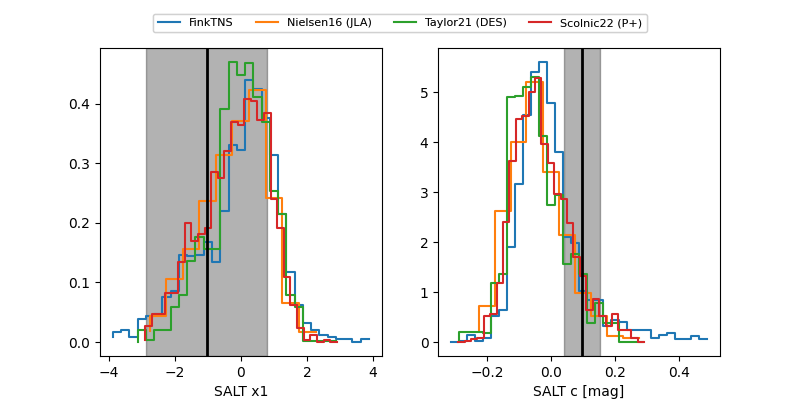 FinkTNS Nielsen16 (JLA) Taylor21 (DES) Scolnic22 (P+)
0.4
0.3
0.2
0.1
0.0
−4 −2 0 2 4
SALT x1
5
4
3
2
1
0
−0.2 0.0 0.2 0.4
SALT c [mag]